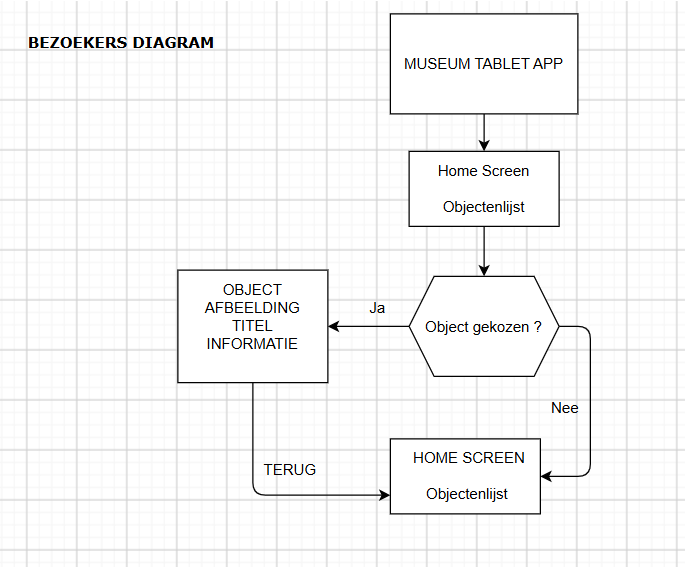 BEZOEKERS DIAGRAM
MUSEUM TABLET APP
Home Screen
Objectenlijst
Object gekozen ?
Ja
OBJECT
AFBEELDING
TITEL
INFORMATIE
Nee
TERUG
HOME SCREEN
Objectenlijst